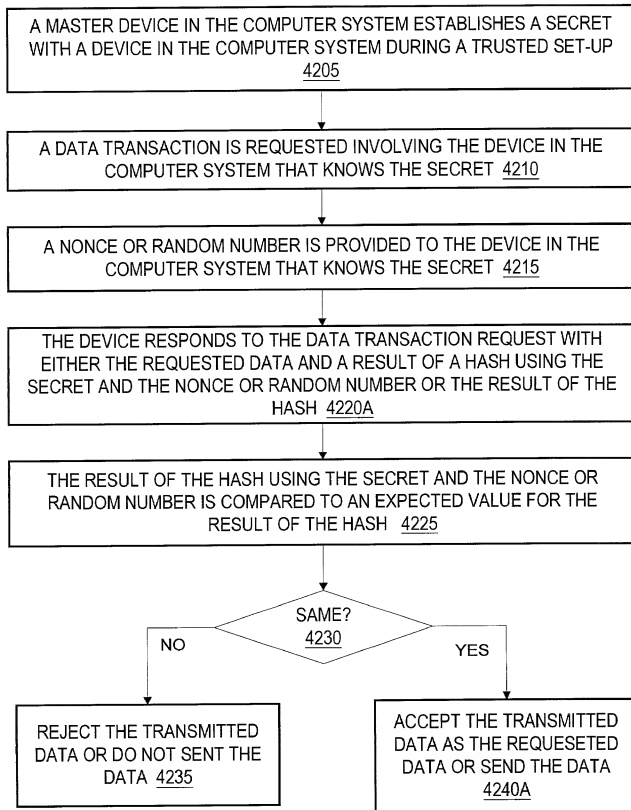 A MASTER DEVICE IN THE COMPUTER SYSTEM ESTABLISHES A SECRET
WITH A DEVICE IN THE COMPUTER SYSTEM DURING A TRUSTED SET-UP
4205
A DATA TRANSACTION IS REQUESTED INVOLVING THE DEVICE IN THE
COMPUTER SYSTEM THAT KNOWS THE SECRET 4210
A NONCE OR RANDOM NUMBER IS PROVIDED TO THE DEVICE IN THE
COMPUTER SYSTEM THAT KNOWS THE SECRET 4215
THE DEVICE RESPONDS TO THE DATA TRANSACTION REQUEST WITH
EITHER THE REQUESTED DATA AND A RESULT OF A HASH USING THE
SECRET AND THE NONCE OR RANDOM NUMBER OR THE RESULT OF THE
HASH 4220A
THE RESULT OF THE HASH USING THE SECRET AND THE NONCE OR
RANDOM NUMBER IS COMPARED TO AN EXPECTED VALUE FOR THE
RESULT OF THE HASH 4225
SAME?
4230
NO
YES
REJECT THE TRANSMITTED
DATA OR DO NOT SENT THE
DATA 4235
ACCEPT THE TRANSMITTED
DATA AS THE REQUESETED
DATA OR SEND THE DATA
4240A